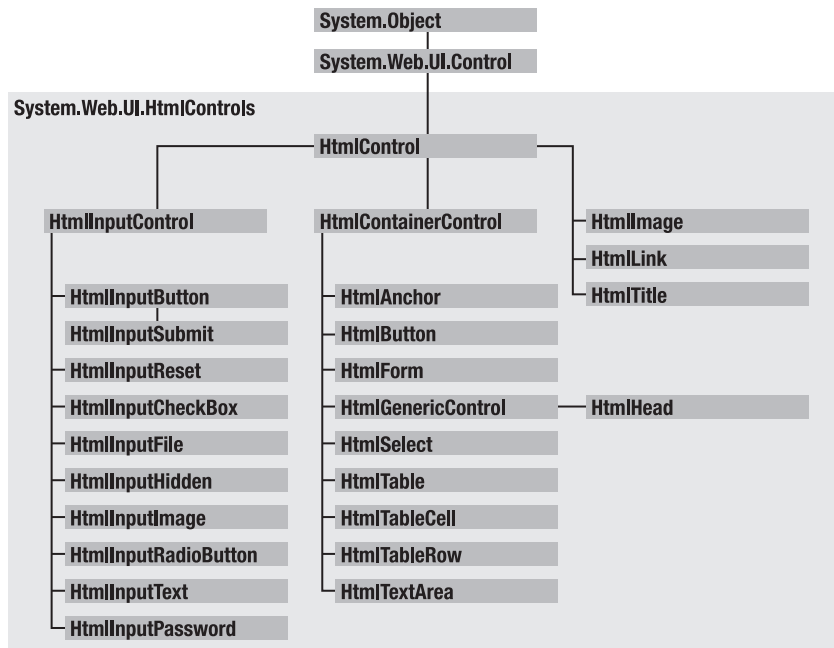 System.Object
System.Web.UI.Control
System.Web.UI.HtmlControls
HtmlControl
HtmlInputControl
HtmlInputButton
HtmlInputSubmit
HtmlInputReset
HtmlInputCheckBox
HtmlInputFile
HtmlInputHidden
HtmlInputImage
HtmlInputRadioButton
HtmlInputText
HtmlInputPassword
HtmlContainerControl
HtmlAnchor
HtmlButton
HtmlForm
HtmlGenericControl
HtmlHead
HtmlSelect
HtmlTable
HtmlTableCell
HtmlTableRow
HtmlTextArea
HtmlImage
HtmlLink
HtmlTitle